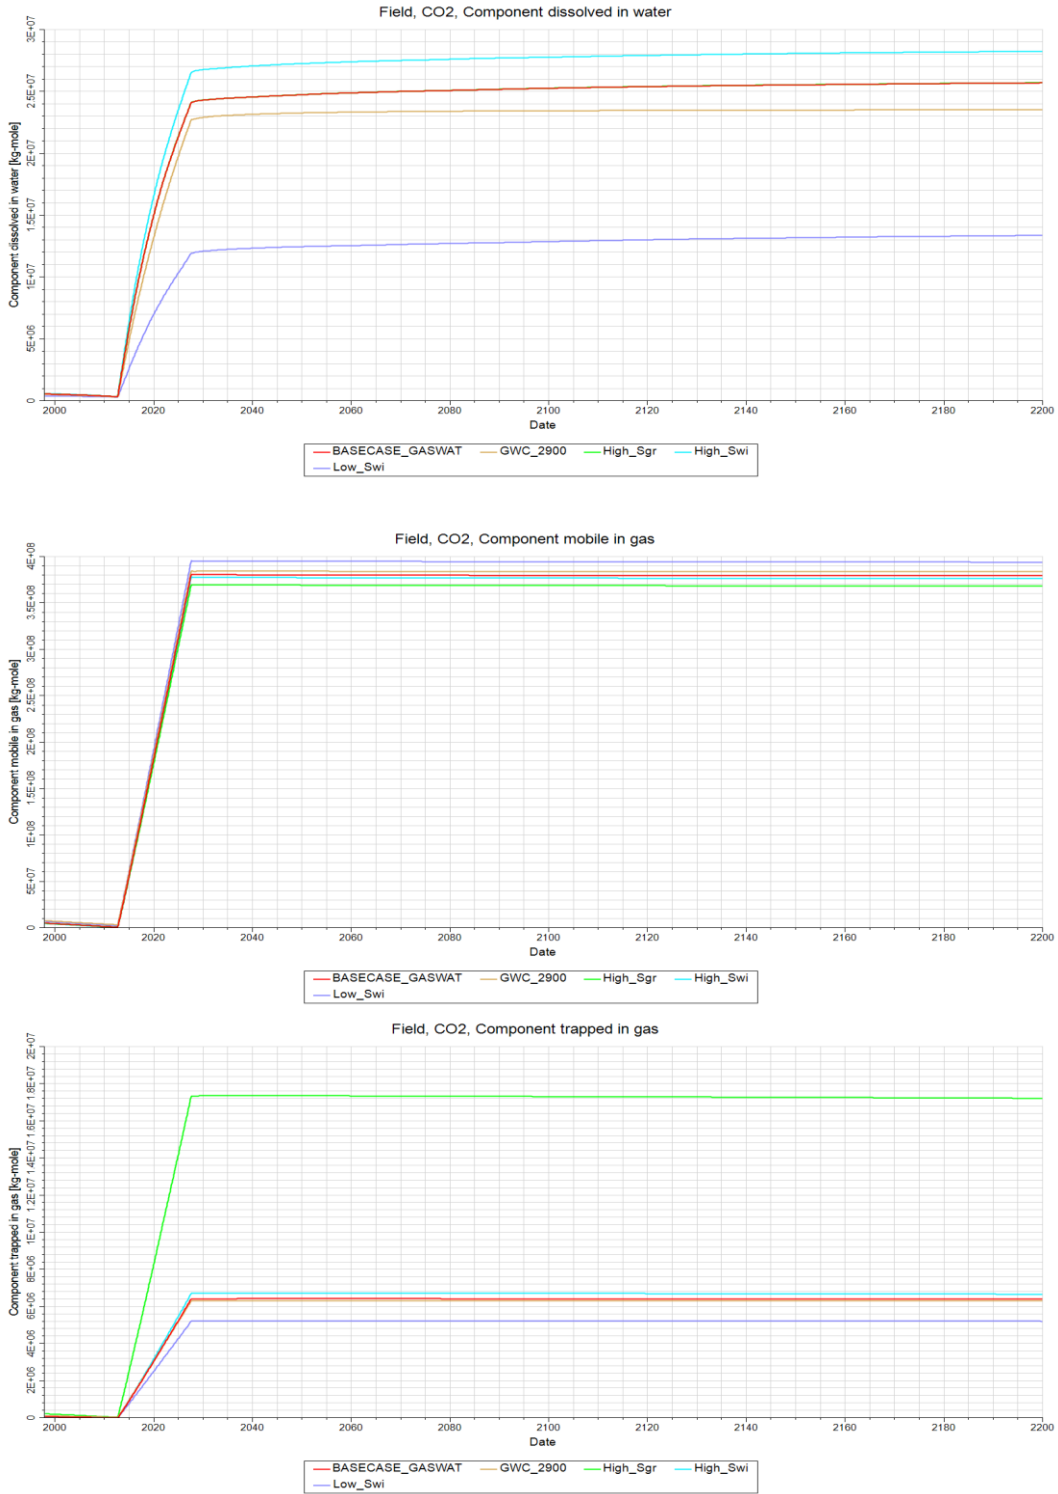 Field, CO2, Component dissolved in water
Component dissolved in water [kg-mole]
3E+07
2.5E+07
2E+07
1.5E+07
1E+07
5E+06
0
2000 2020 2040 2060 2080 2100 2120 2140 2160 2180 2200
Date
BASECASE_GASWAT GWC_2900 High_Sgr High_Swi
Low_Swi
Field, CO2, Component mobile in gas
Component mobile in gas [kg-mole]
4E+08
3.5E+08
3E+08
2.5E+08
2E+08
1.5E+08
1E+08
5E+07
0
2000 2020 2040 2060 2080 2100 2120 2140 2160 2180 2200
Date
BASECASE_GASWAT GWC_2900 High_Sgr High_Swi
Low_Swi
Field, CO2, Component trapped in gas
Component trapped in gas [kg-mole]
2E+07
1.8E+07
1.6E+07
1.4E+07
1.2E+07
1E+07
8E+06
6E+06
4E+06
2E+06
0
2000 2020 2040 2060 2080 2100 2120 2140 2160 2180 2200
Date
BASECASE_GASWAT GWC_2900 High_Sgr High_Swi
Low_Swi